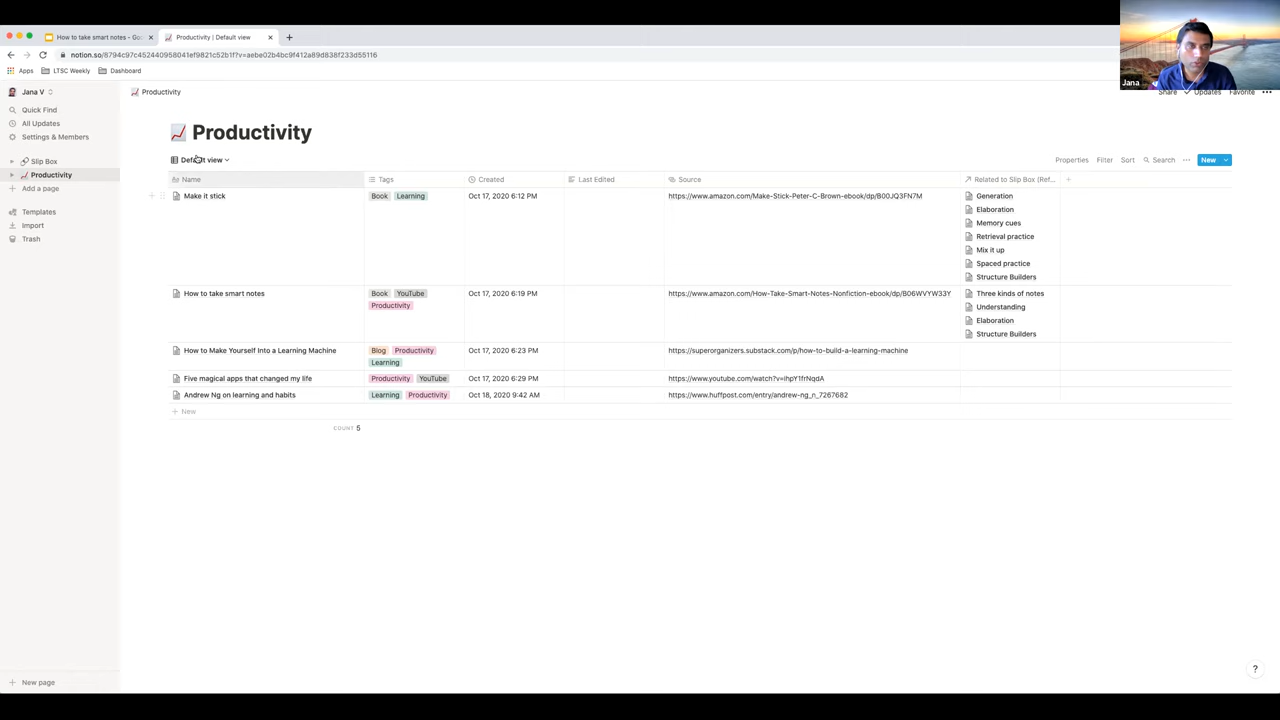 How to take smart notes - Goo
Productivity | Default view
notion.so/8794c97c452440958041ef9821c52b1f?v=aebe02b4bc9f412a89d838f233d55116
Apps
LTSC Weekly
Dashboard
Jana
Jana V
Productivity
Share
Updates
Favorite
Quick Find
All Updates
Settings & Members
Slip Box
Productivity
Add a page
Templates
Import
Trash
New page
Productivity
Default view
Properties
Filter
Sort
Search
New
Name
Tags
Created
Last Edited
Source
Related to Slip Box (Ref...
Make it stick
Book Learning
Oct 17, 2020 6:12 PM
https://www.amazon.com/Make-Stick-Peter-C-Brown-ebook/dp/B00JQ3FN7M
Generation
Elaboration
Memory cues
Retrieval practice
Mix it up
Spaced practice
Structure Builders
How to take smart notes
Book YouTube
Productivity
Oct 17, 2020 6:19 PM
https://www.amazon.com/How-Take-Smart-Notes-Nonfiction-ebook/dp/B06WVYW33Y
Three kinds of notes
Understanding
Elaboration
Structure Builders
How to Make Yourself Into a Learning Machine
Blog Productivity
Learning
Oct 17, 2020 6:23 PM
https://superorganizers.substack.com/p/how-to-build-a-learning-machine
Five magical apps that changed my life
Productivity YouTube
Oct 17, 2020 6:29 PM
https://www.youtube.com/watch?v=ihpY1frNqdA
Andrew Ng on learning and habits
Learning Productivity
Oct 18, 2020 9:42 AM
https://www.huffpost.com/entry/andrew-ng_n_7267682
New
COUNT 5
?